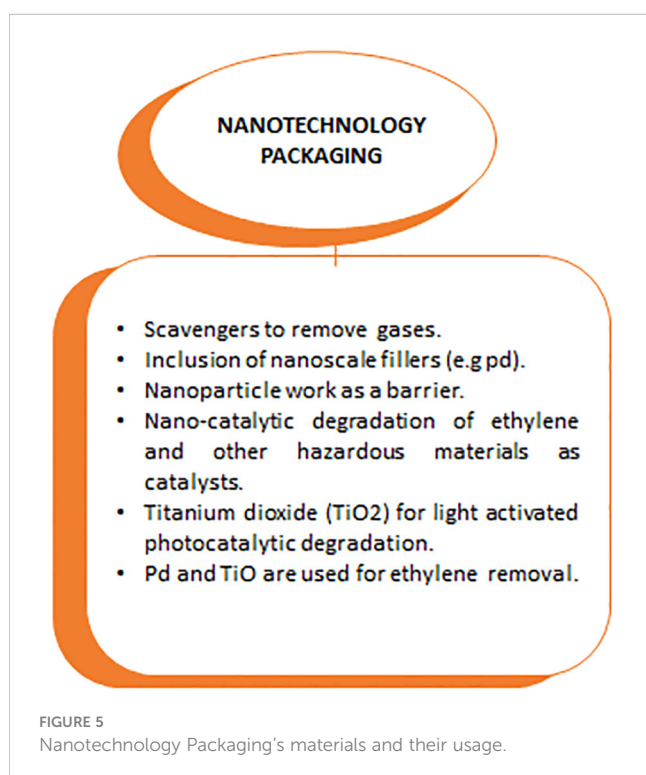 NANOTECHNOLOGY
PACKAGING
• Scavengers to remove gases.
• Inclusion of nanoscale fillers (e.g pd).
• Nanoparticle work as a barrier.
• Nano-catalytic degradation of ethylene
and other hazardous materials as
catalysts.
• Titanium dioxide (TiO2) for light activated
photocatalytic degradation.
• Pd and TiO are used for ethylene removal.
FIGURE 5
Nanotechnology Packaging’s materials and their usage.